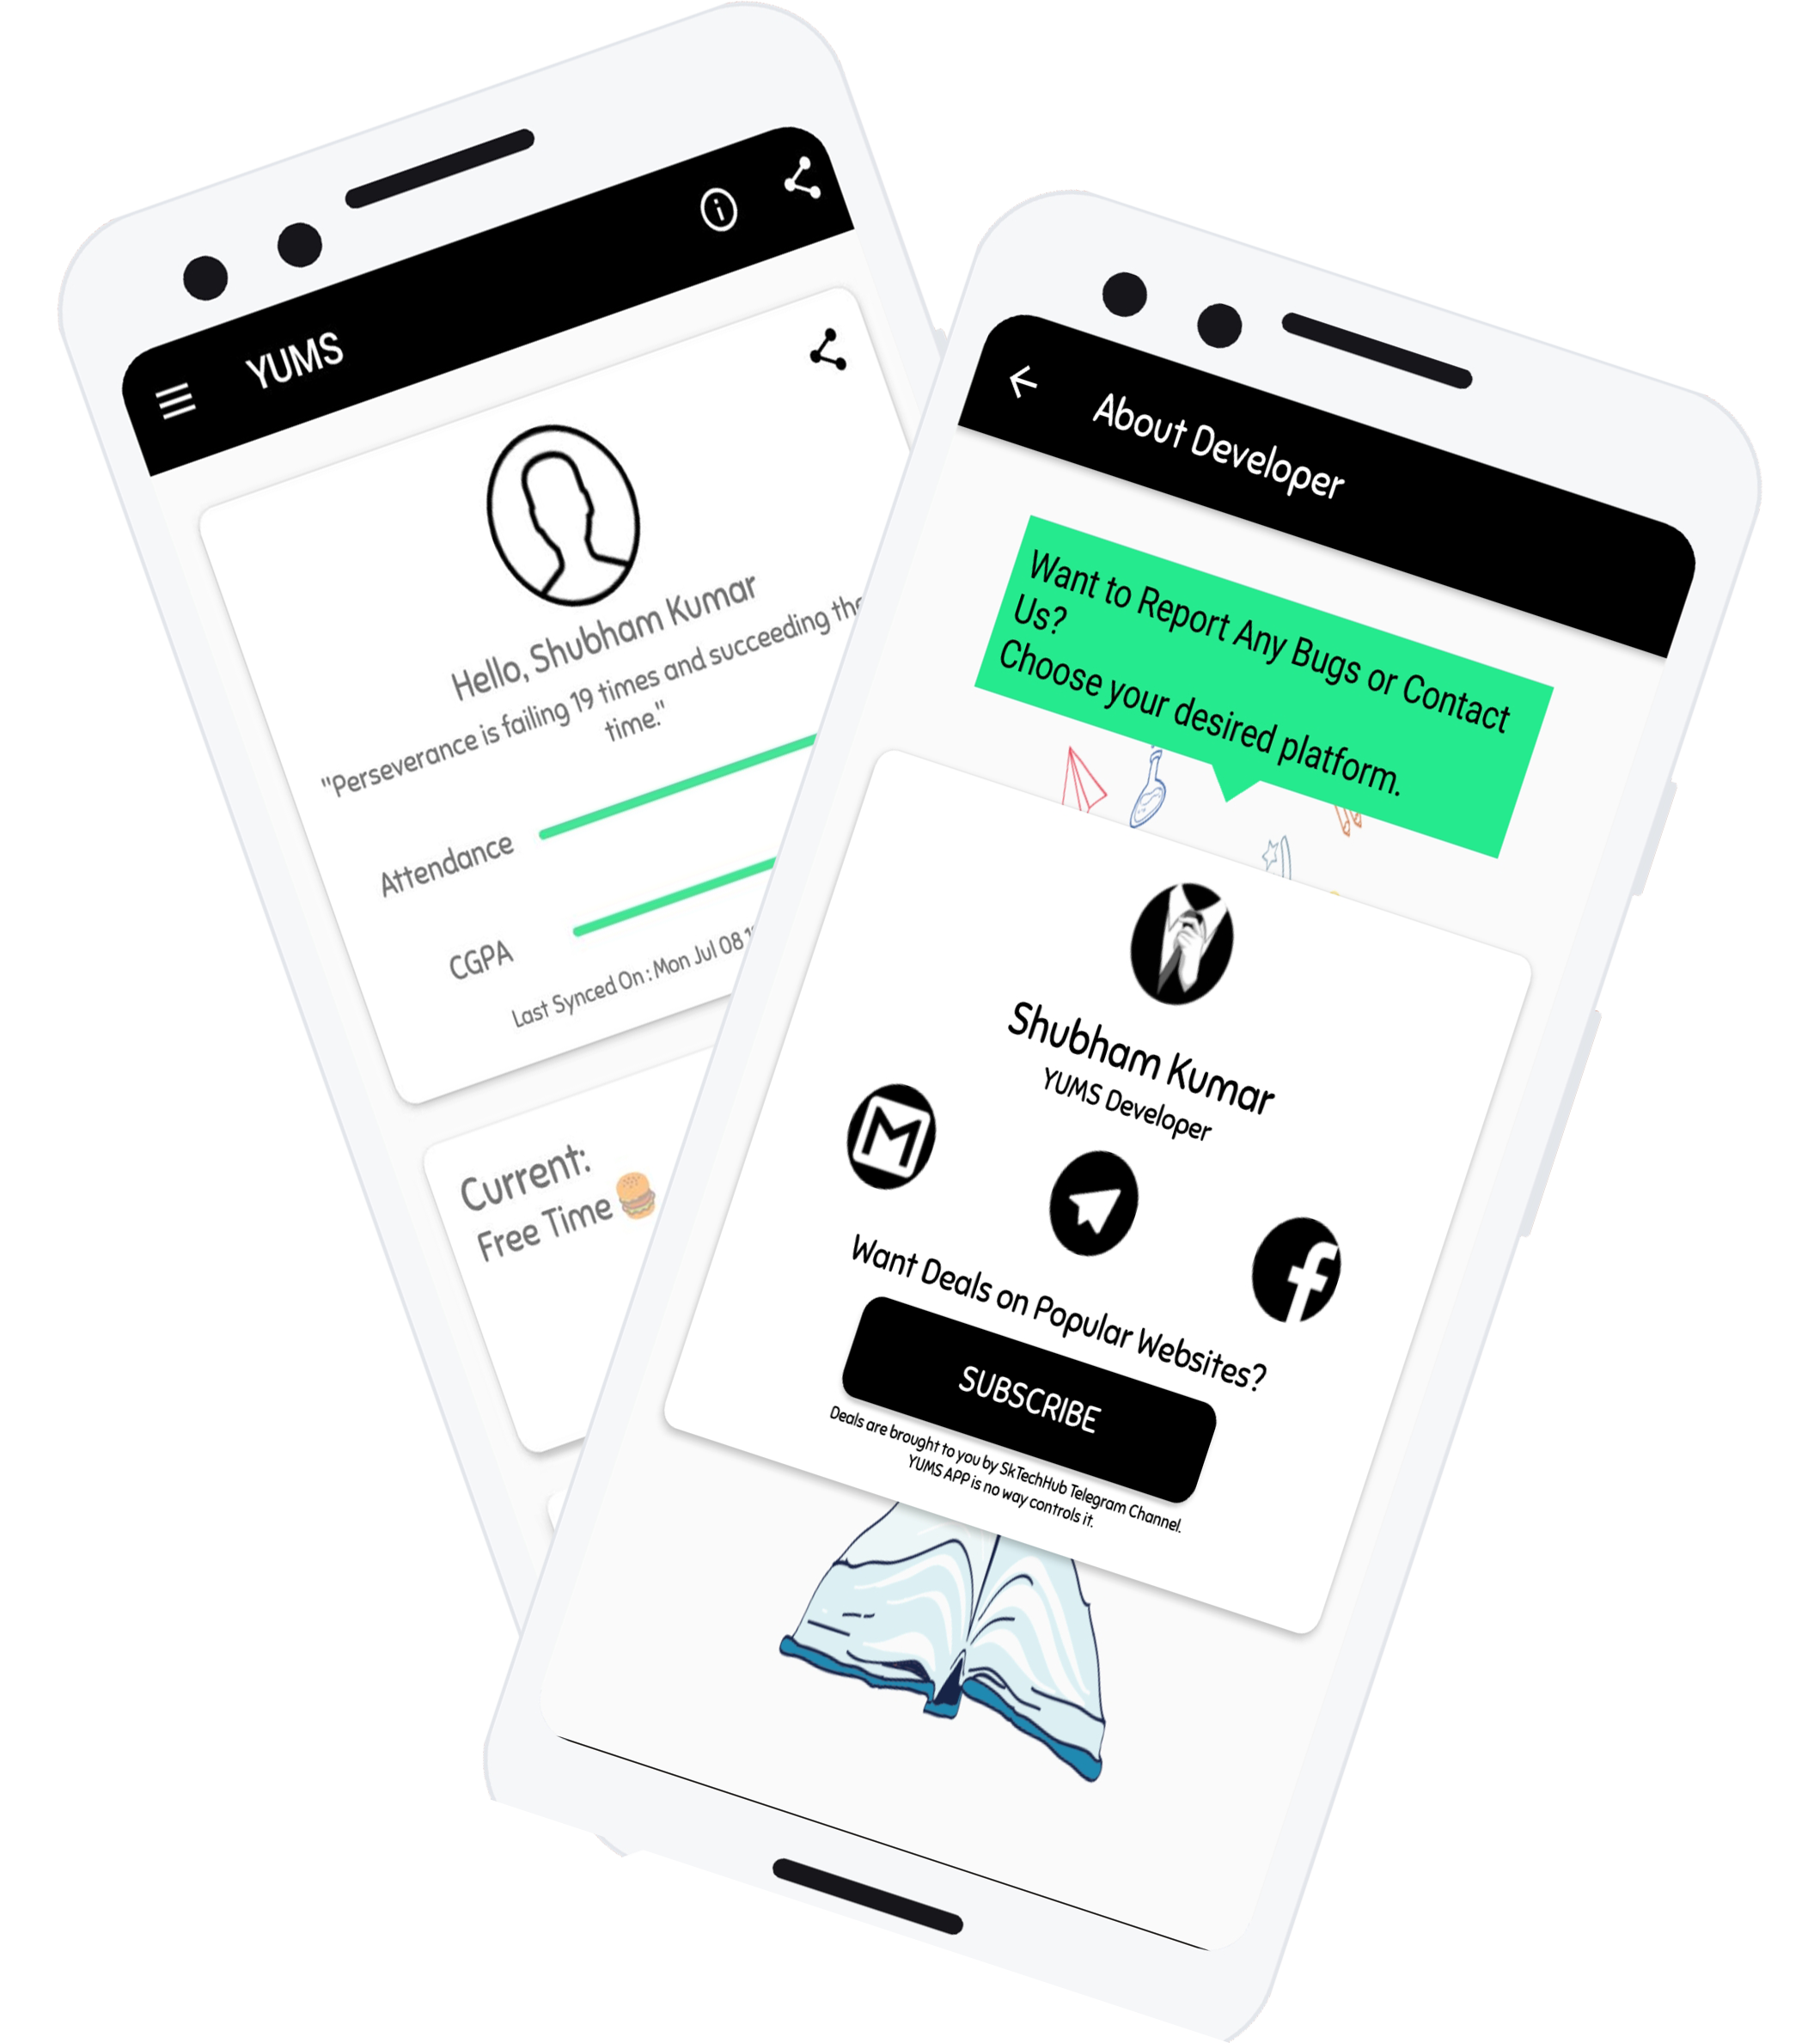 YUMS
Hello, Shubham Kumar
"Perseverance is failing 19 times and succeeding the
time."
Attendance
CGPA
Last Synced On : Mon Jul 08
Current:
Free Time
About Developer
Want to Report Any Bugs or Contact
Us?
Choose your desired platform.
Shubham Kumar
YUMS Developer
Want Deals on Popular Websites?
SUBSCRIBE
Deals are brought to you by SkTechHub Telegram Channel.
YUMS APP is no way controls it.